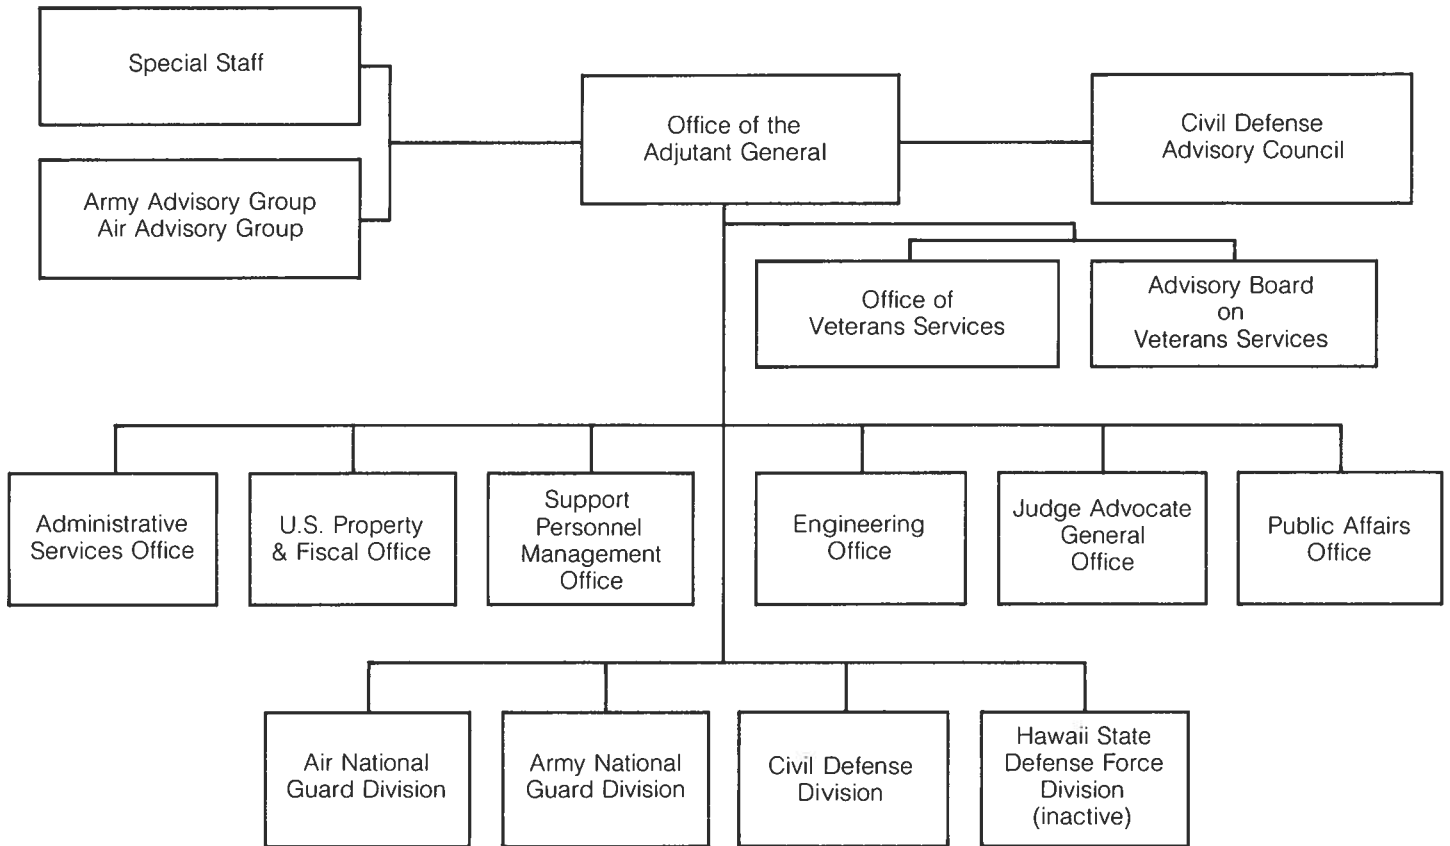 Special Staff
Office of the
Adjutant General
Civil Defense
Advisory Council
Army Advisory Group
Air Advisory Group
Office of
Veterans Services
Advisory Board
on
Veterans Services
Administrative
Services Office
U.S. Property
& Fiscal Office
Support
Personnel
Management
Office
Engineering
Office
Judge Advocate
General
Office
Public Affairs
Office
Air National
Guard Division
Army National
Guard Division
Civil Defense
Division
Hawaii State
Defense Force
Division
(inactive)